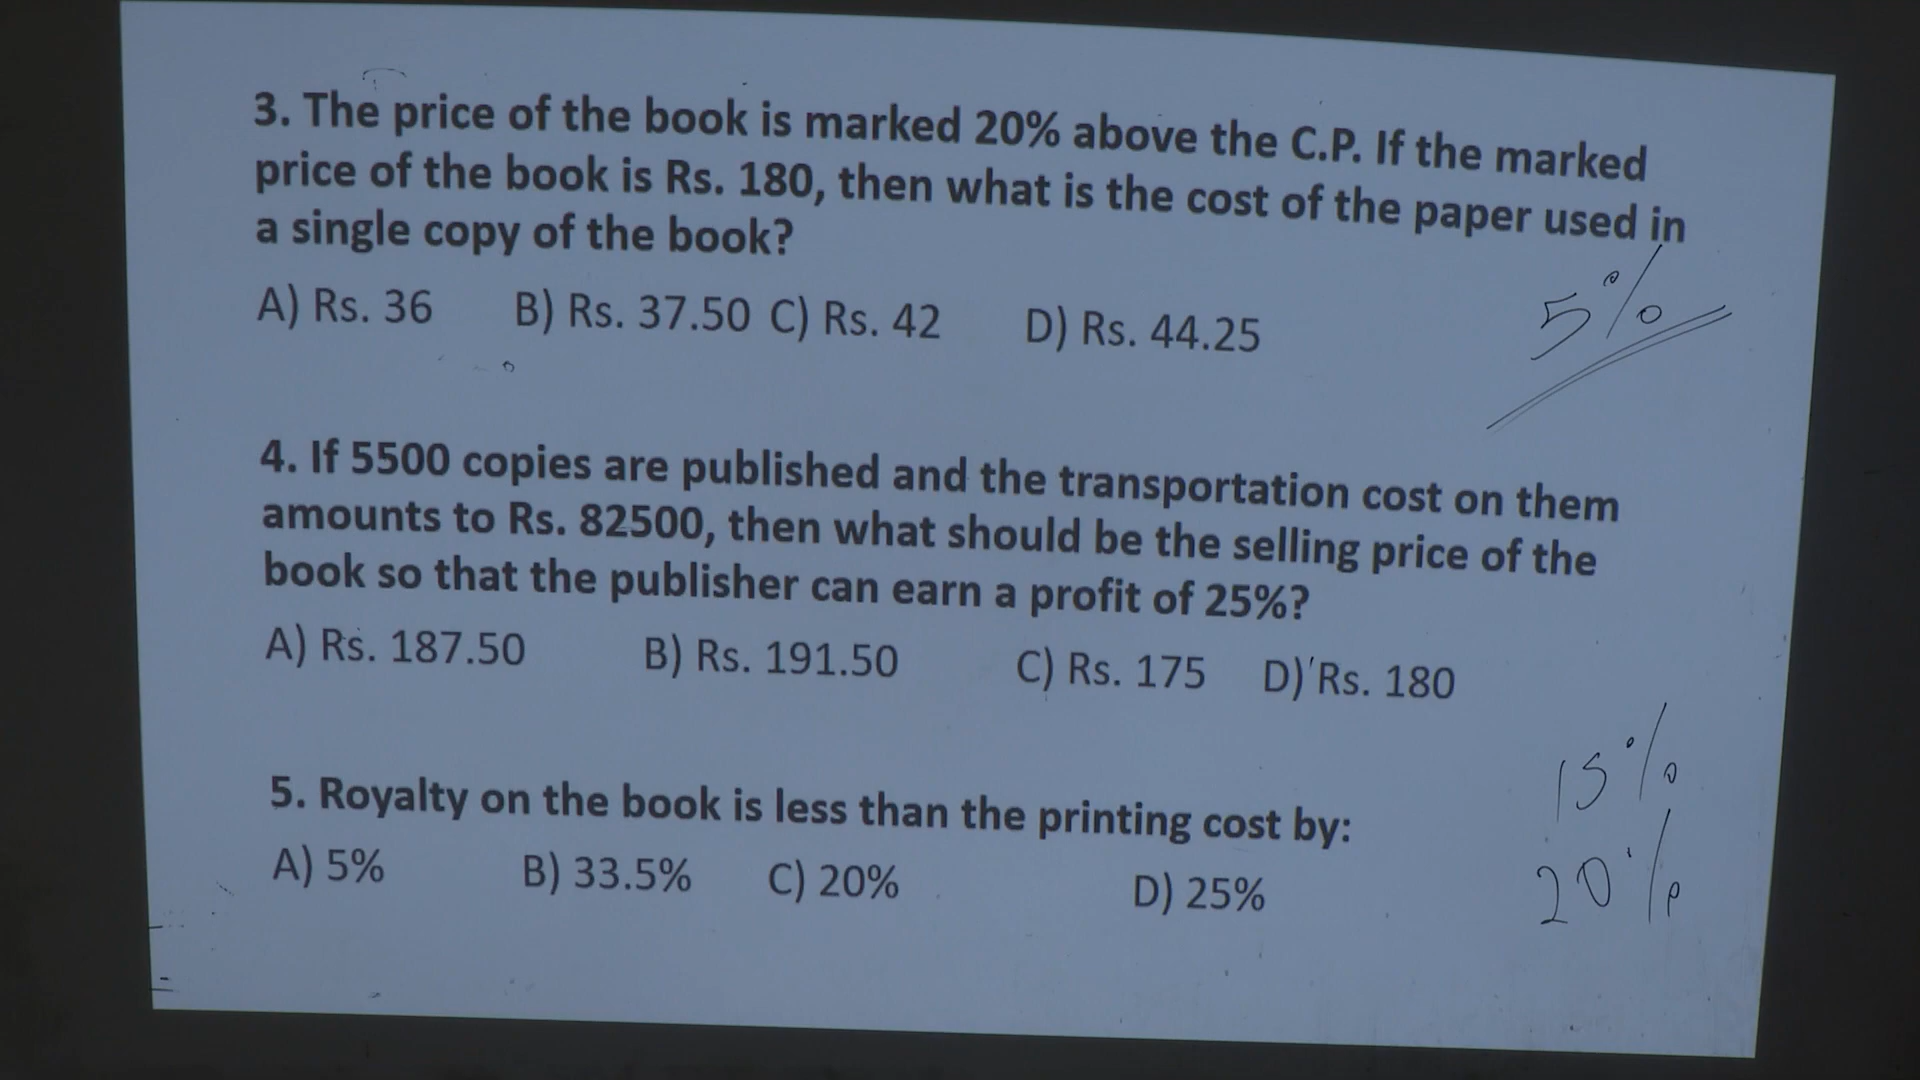 3. The price of the book is marked 20% above the C.P. If the marked
price of the book is Rs. 180, then what is the cost of the paper used in
a single copy of the book?
A) Rs. 36 B) Rs. 37.50 C) Rs. 42 D) Rs. 44.25
5%
4. If 5500 copies are published and the transportation cost on them
amounts to Rs. 82500, then what should be the selling price of the
book so that the publisher can earn a profit of 25%?
A) Rs. 187.50 B) Rs. 191.50 C) Rs. 175 D) Rs. 180
15%
5. Royalty on the book is less than the printing cost by:
A) 5% B) 33.5% C) 20% D) 25%
20%